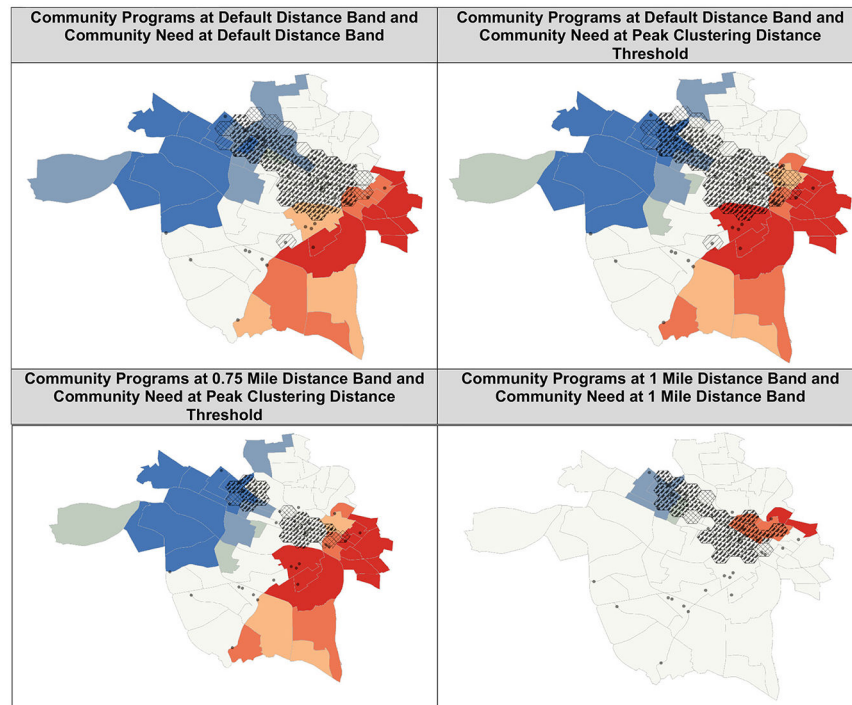 Community Programs at Default Distance Band and
Community Need at Default Distance Band
Community Programs at Default Distance Band and
Community Need at Peak Clustering Distance
Threshold
Community Programs at 0.75 Mile Distance Band and
Community Need at Peak Clustering Distance
Threshold
Community Programs at 1 Mile Distance Band and
Community Need at 1 Mile Distance Band